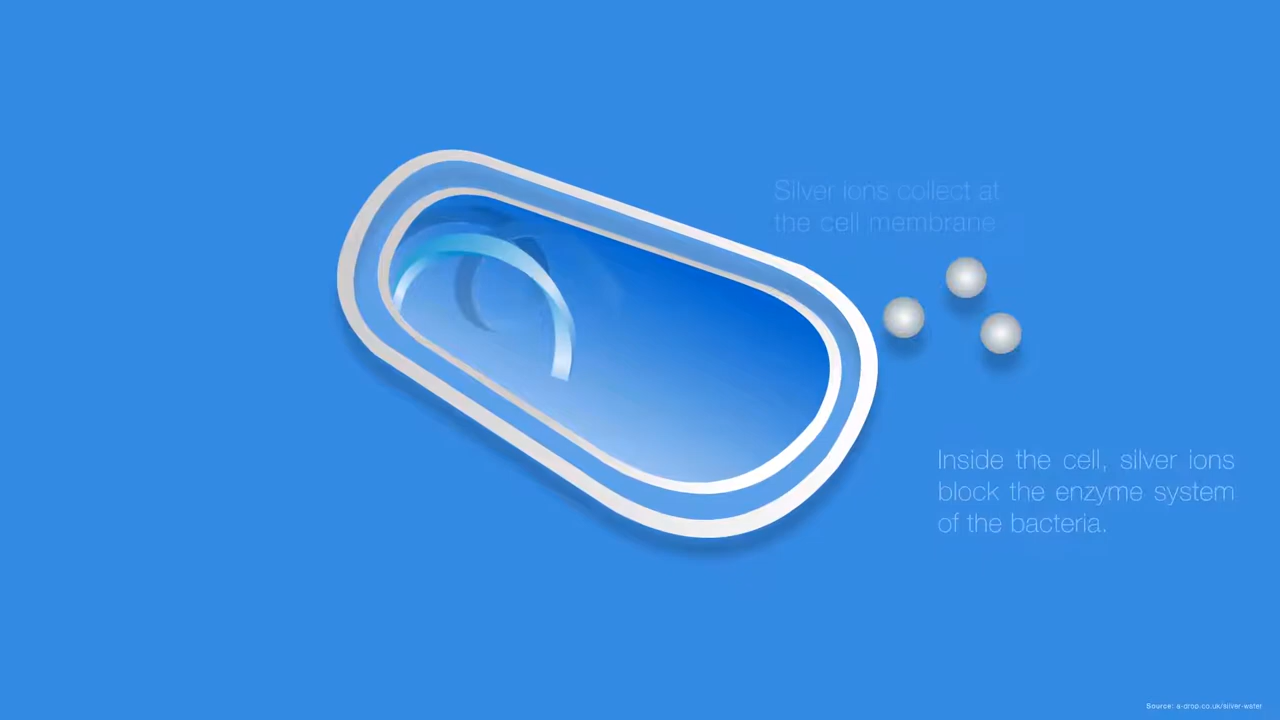 Silver ions collect at
the cell membrane
Inside the cell, silver ions
block the enzyme system
of the bacteria.
Source: a-drop.co.uk/silver-water